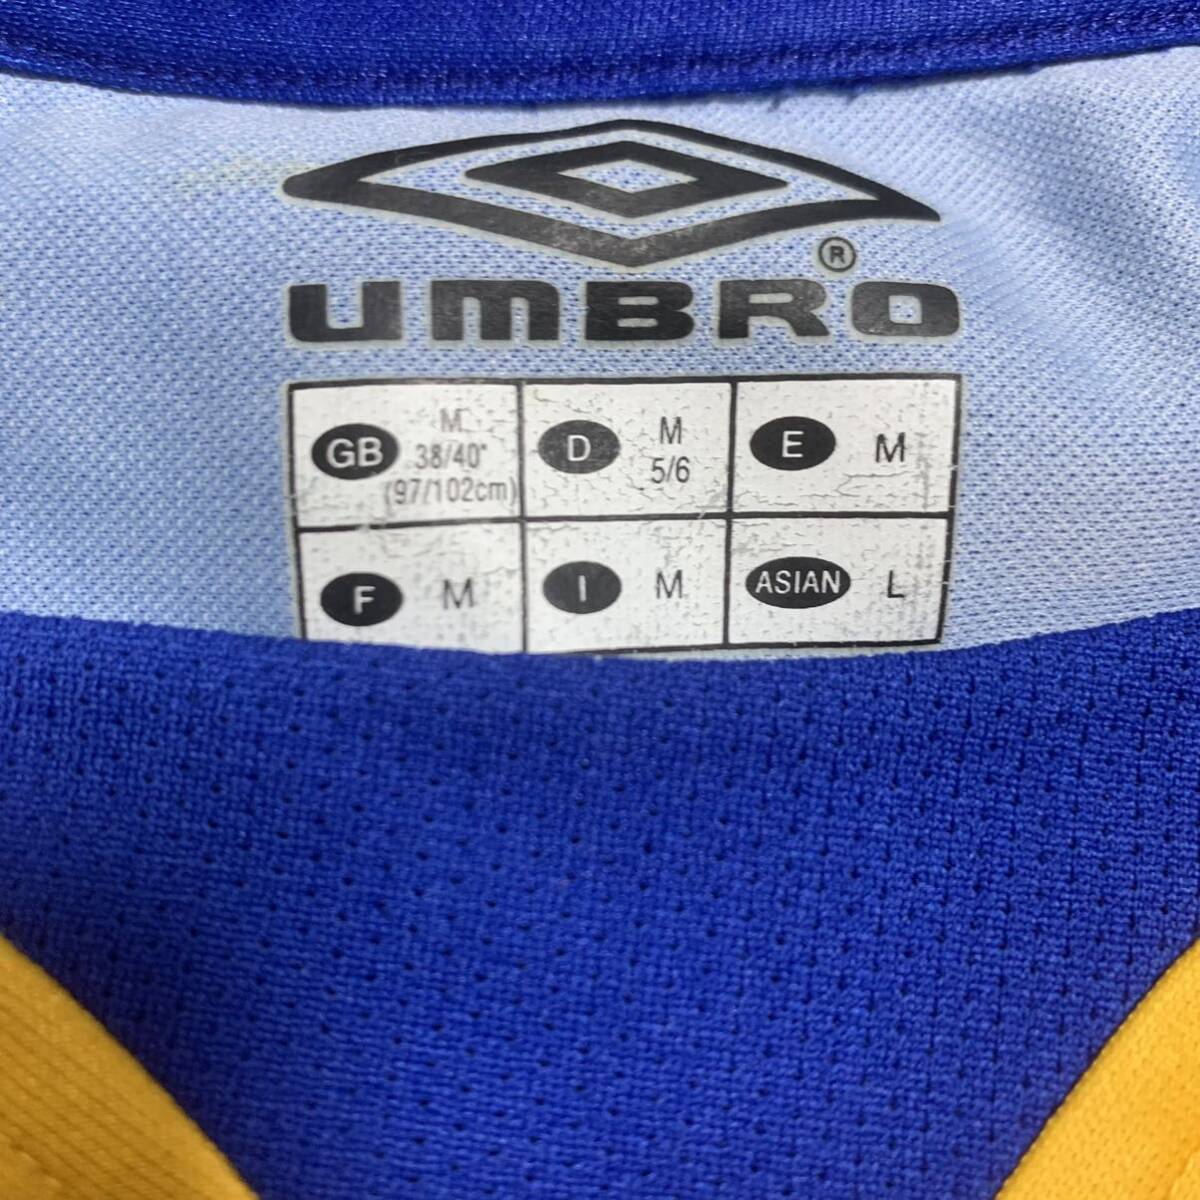 ®
UMBRO
GB M 38/40" (97/102cm) D M 5/6 E M
F M I M ASIAN L